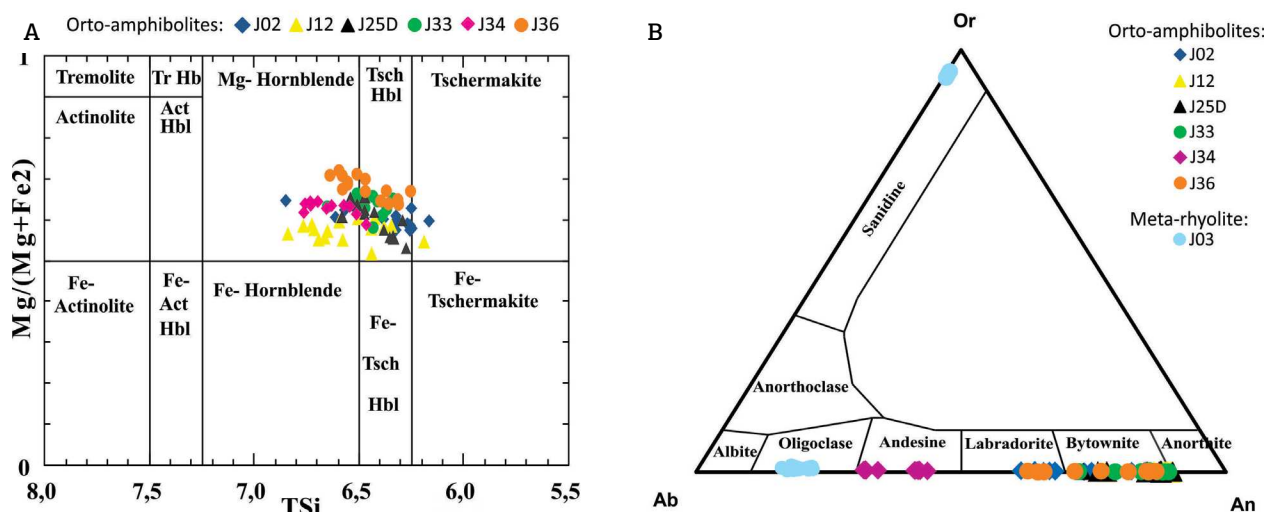 A
Orto-amphibolites: J02 J12 J25D J33 J34 J36
1
Tremolite
Tr Hb
Mg- Hornblende
Tsch
Hbl
Tschermakite
Actinolite
Act
Hbl
Mg/(Mg+Fe2)
Fe-
Actinolite
Fe-
Act
Hbl
Fe- Hornblende
Fe-
Tsch
Hbl
Fe-
Tschermakite
0
8,0 7,5 7,0 6,5 6,0 5,5
TSi
B
Or
Orto-amphibolites:
J02
J12
J25D
J33
J34
J36
Meta-rhyolite:
J03
Sanidine
Anorthoclase
Albite
Oligoclase
Andesine
Labradorite
Bytownite
Anorthite
Ab
An